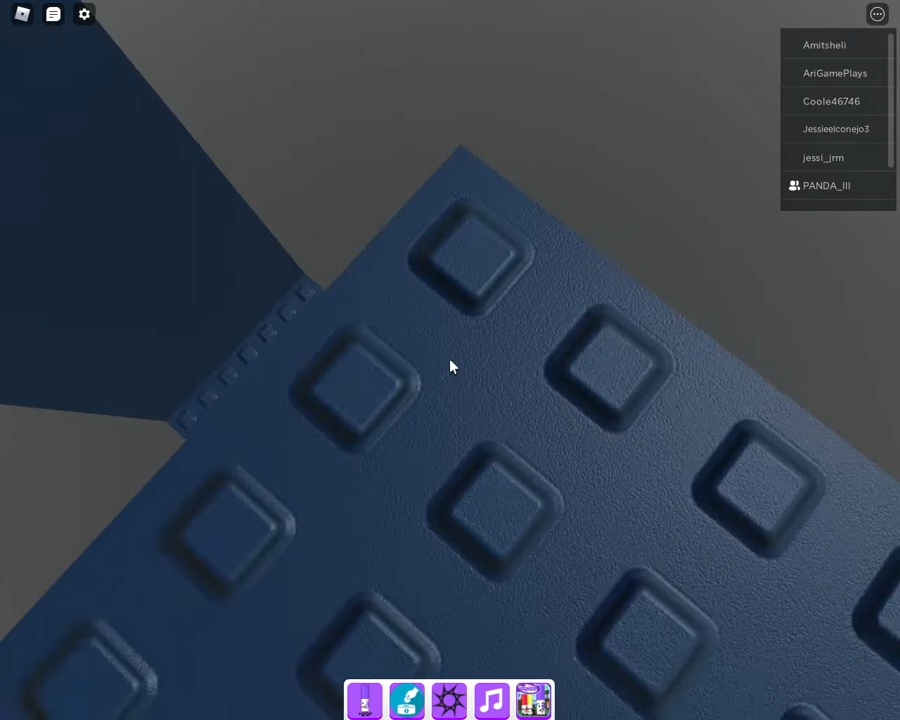 Amitsheli
AriGamePlays
Coole46746
Jessieelconejo3
jessi_jrm
PANDA_III